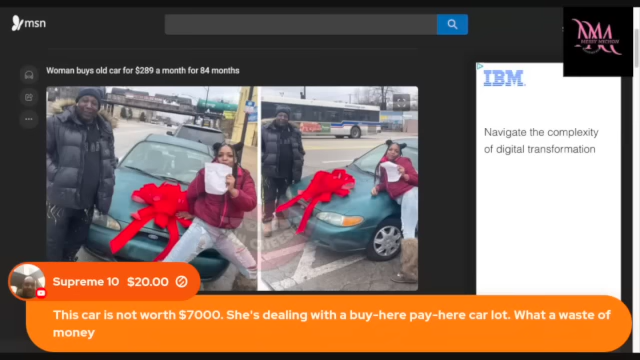 msn
NMA
Woman buys old car for $289 a month for 84 months
IBM
Navigate the complexity
of digital transformation
Supreme 10 $20.00
This car is not worth $7000. She's dealing with a buy-here pay-here car lot. What a waste of
money